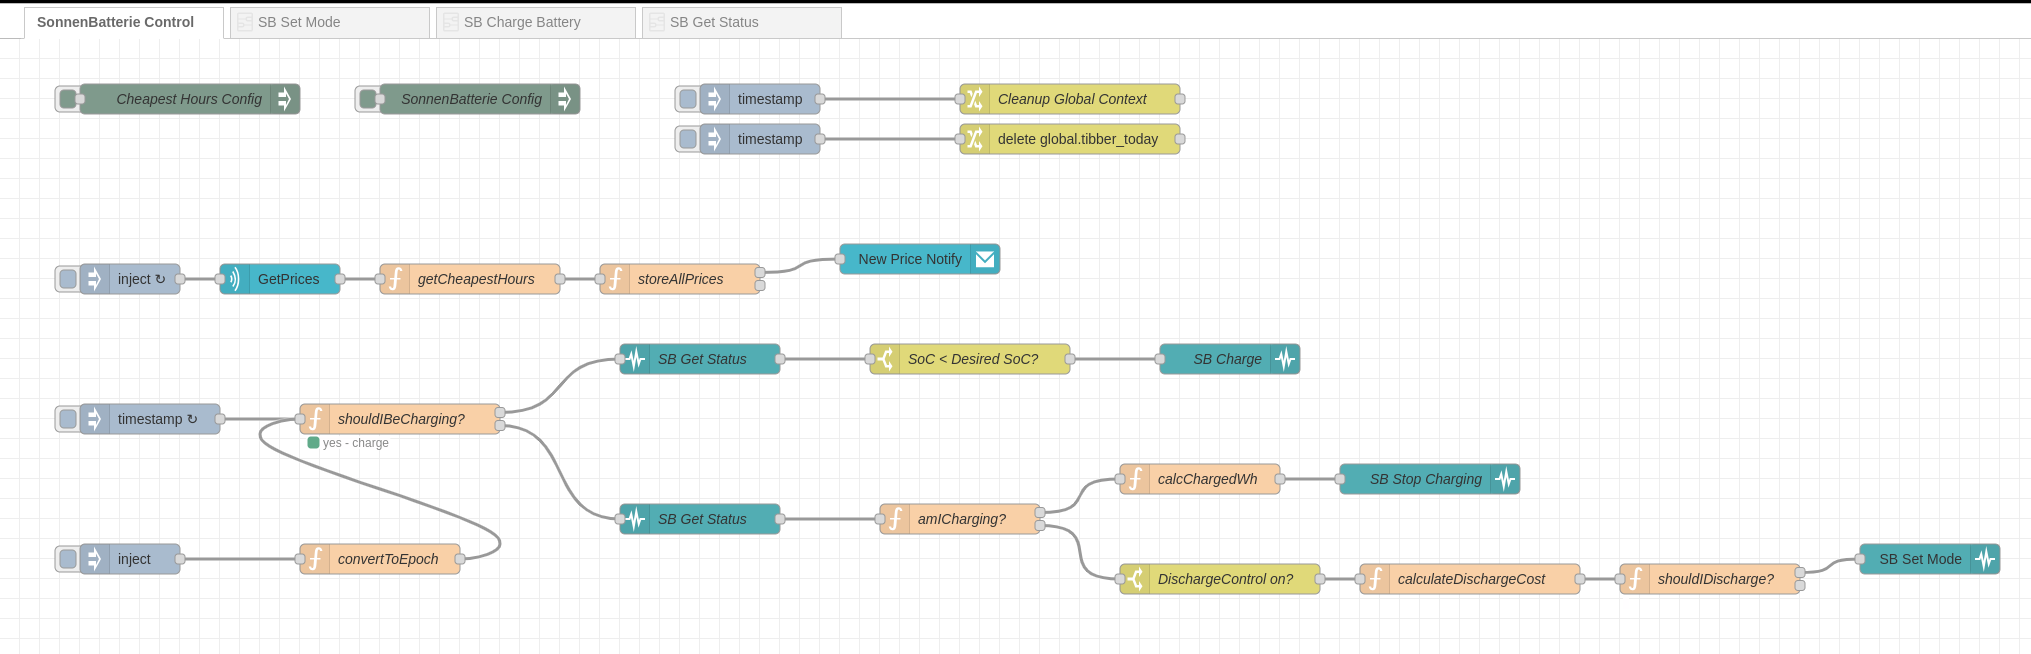 SonnenBatterie Control
SB Set Mode
SB Charge Battery
SB Get Status
Cheapest Hours Config
SonnenBatterie Config
timestamp
Cleanup Global Context
timestamp
delete global.tibber_today
New Price Notify
inject ↻
GetPrices
getCheapestHours
storeAllPrices
SB Get Status
SoC < Desired SoC?
SB Charge
timestamp ↻
shouldIBeCharging?
yes - charge
calcChargedWh
SB Stop Charging
SB Get Status
amICharging?
inject
convertToEpoch
SB Set Mode
DischargeControl on?
calculateDischargeCost
shouldIDischarge?